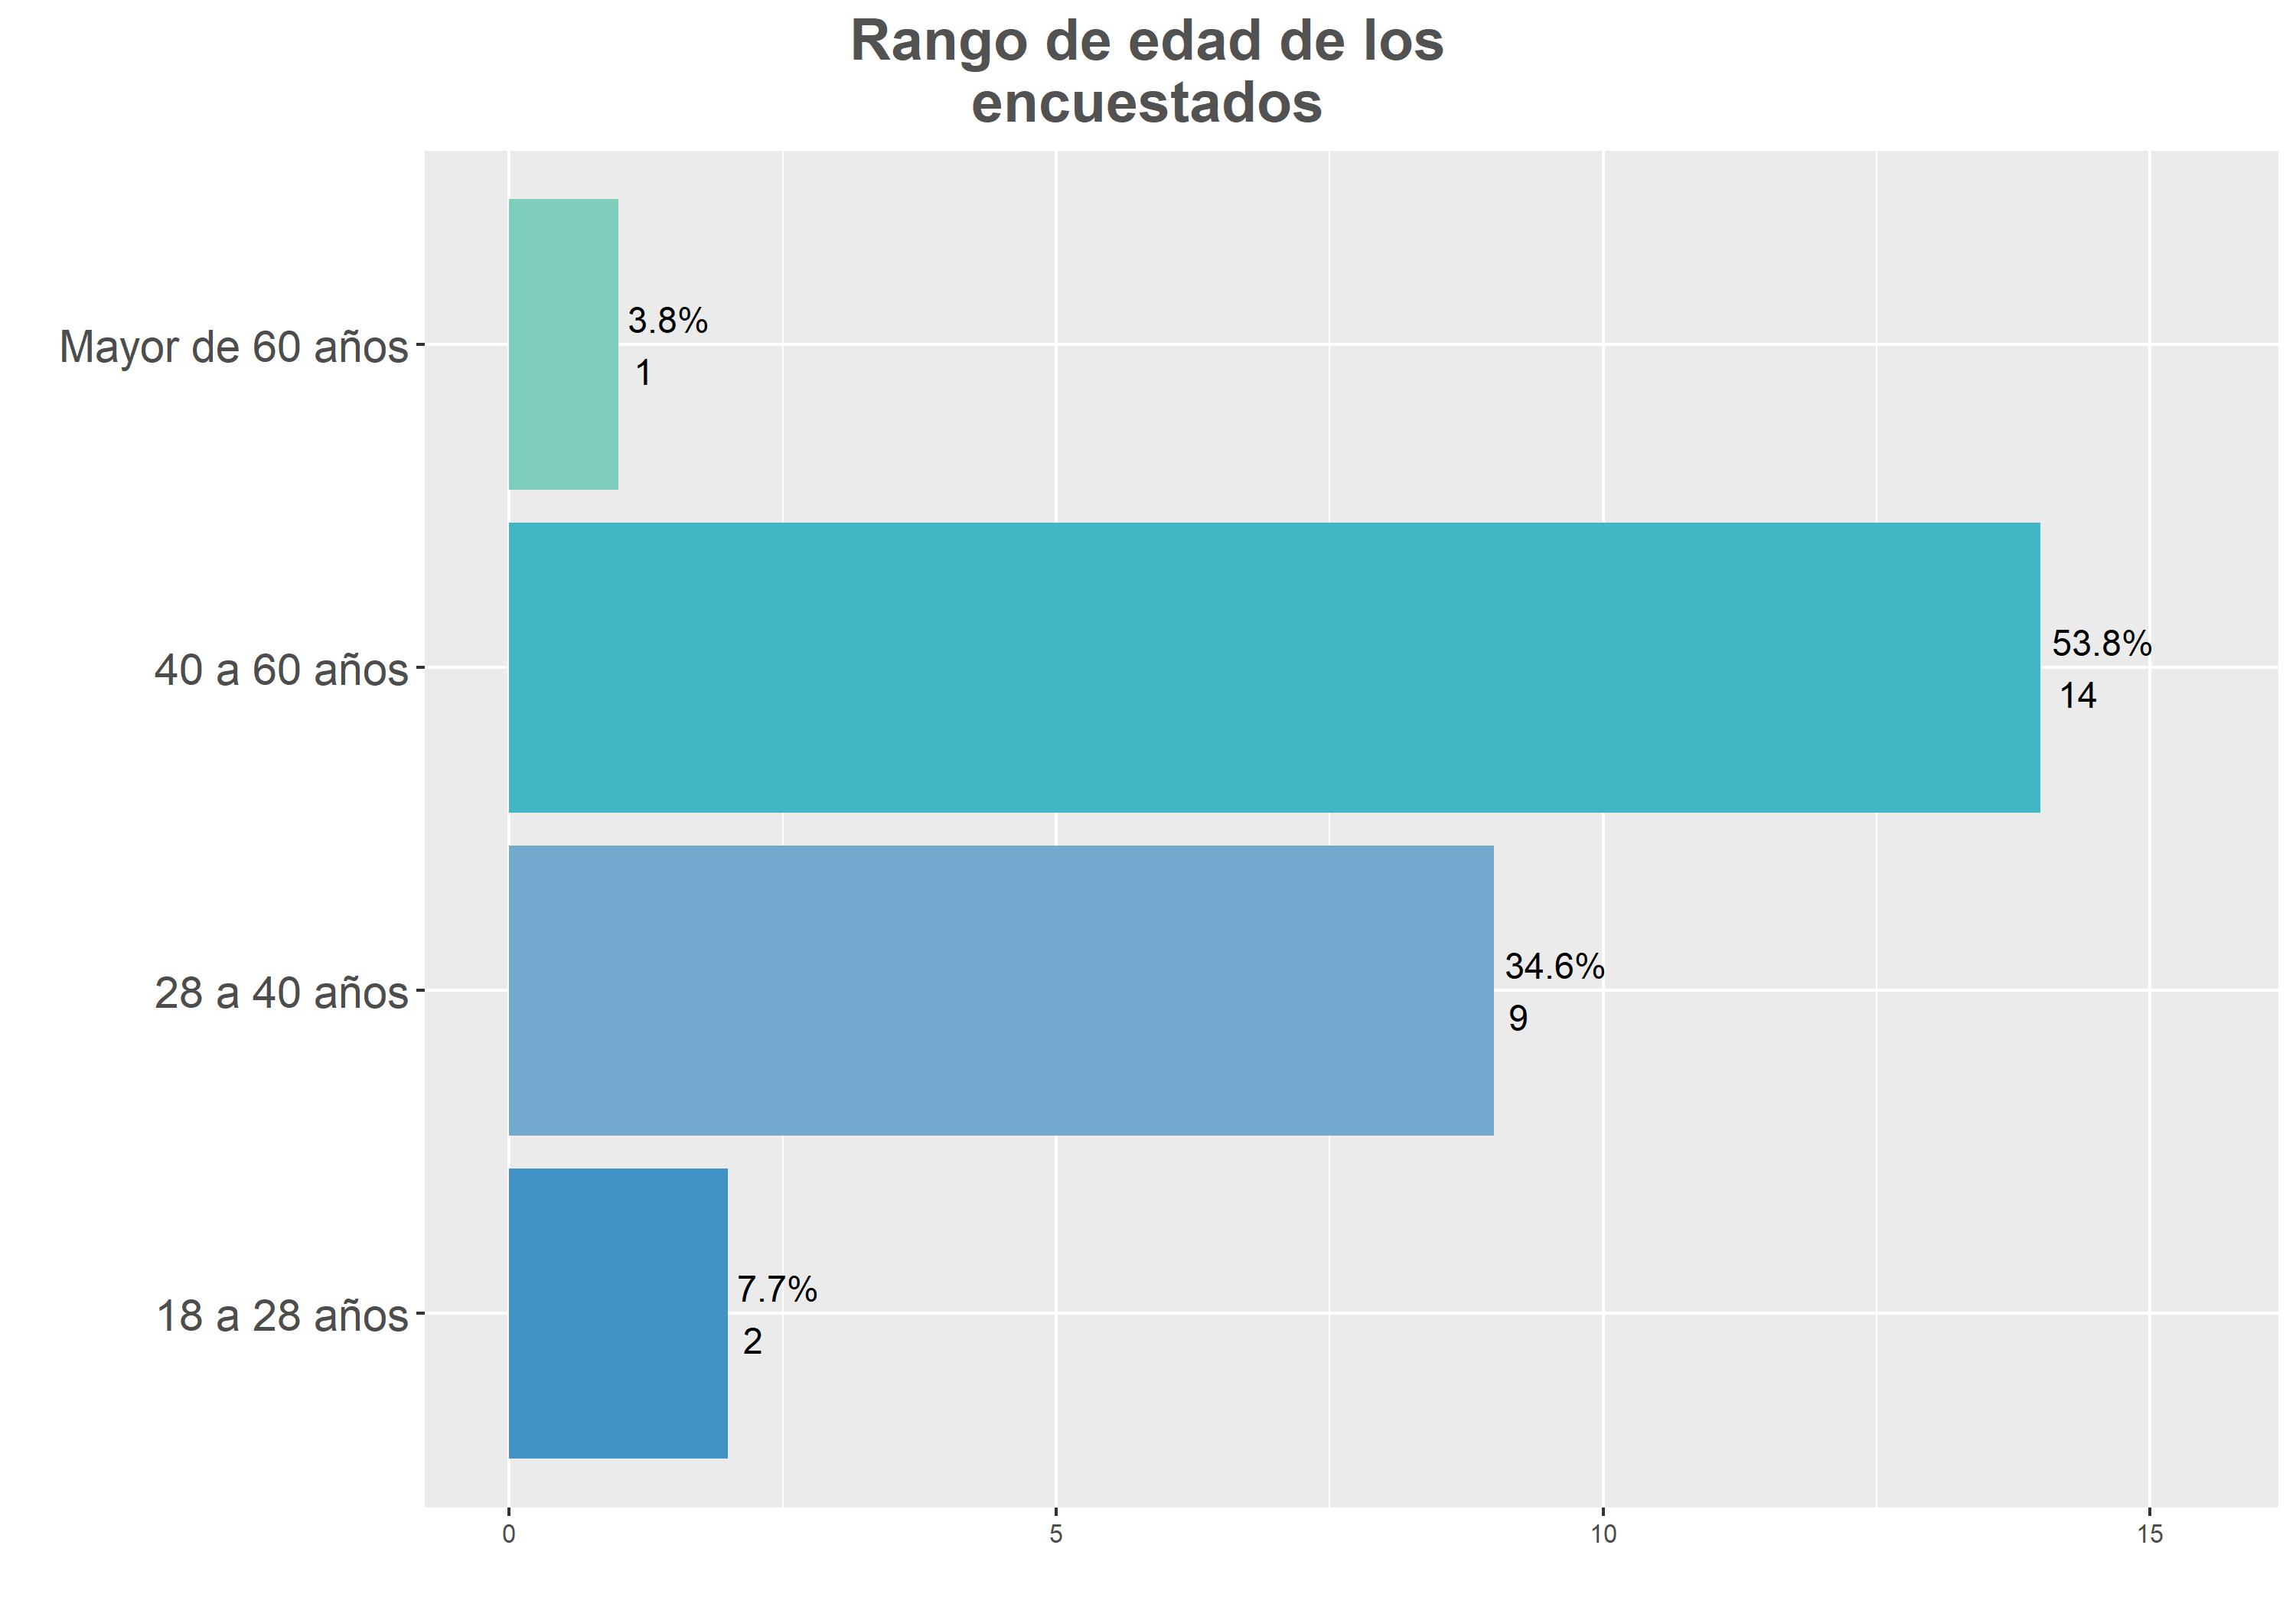 Rango de edad de los
encuestados
Mayor de 60 años
3.8%
1
40 a 60 años
53.8%
14
28 a 40 años
34.6%
9
18 a 28 años
7.7%
2
0
5
10
15